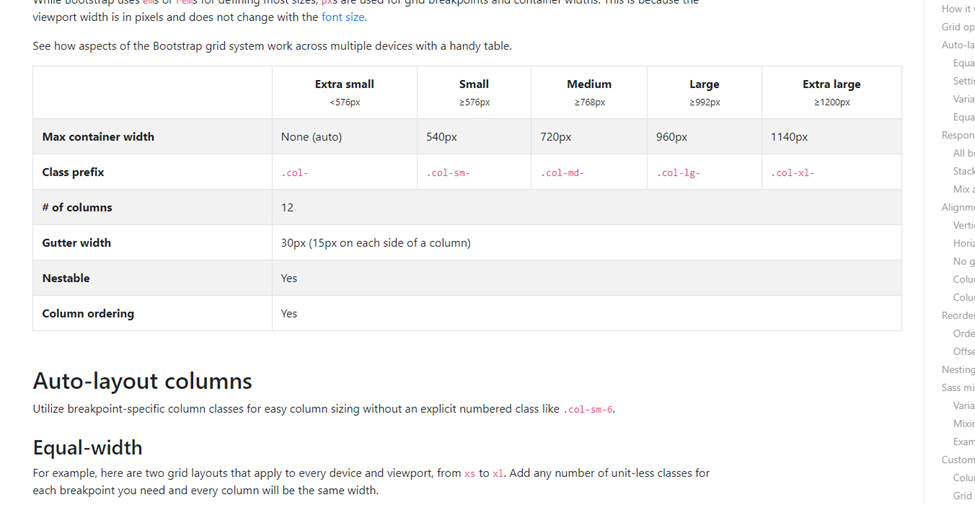 While Bootstrap uses ems or rems for defining most sizes, pxs are used for grid breakpoints and container widths. This is because the
viewport width is in pixels and does not change with the font size.
See how aspects of the Bootstrap grid system work across multiple devices with a handy table.
Extra small Small Medium Large Extra large
<576px ≥576px ≥768px ≥992px ≥1200px
Max container width None (auto) 540px 720px 960px 1140px
Class prefix .col- .col-sm- .col-md- .col-lg- .col-xl-
# of columns 12
Gutter width 30px (15px on each side of a column)
Nestable Yes
Column ordering Yes
Auto-layout columns
Utilize breakpoint-specific column classes for easy column sizing without an explicit numbered class like .col-sm-6.
Equal-width
For example, here are two grid layouts that apply to every device and viewport, from xs to xl. Add any number of unit-less classes for
each breakpoint you need and every column will be the same width.
How it
Grid op
Auto-la
Equa
Setti
Varia
Equa
Respon
All b
Stack
Mix a
Alignme
Verti
Horiz
No g
Colu
Colu
Reorder
Orde
Offse
Nesting
Sass mi
Varia
Mixin
Exam
Custom
Colu
Grid